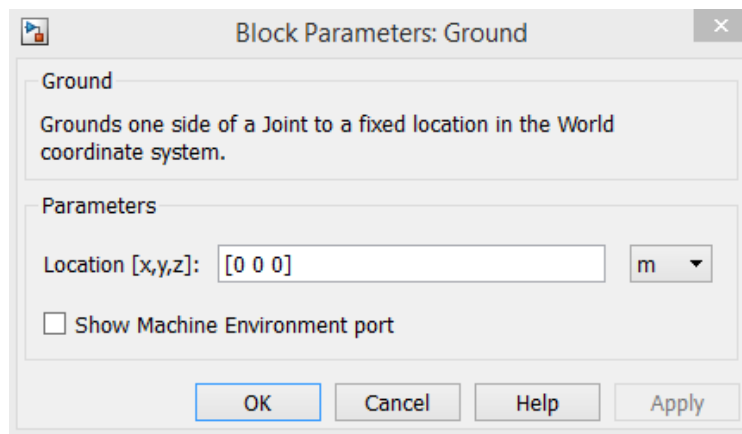 Block Parameters: Ground
Ground
Grounds one side of a Joint to a fixed location in the World
coordinate system.
Parameters
Location [x,y,z]: [0 0 0] m
Show Machine Environment port
OK Cancel Help Apply